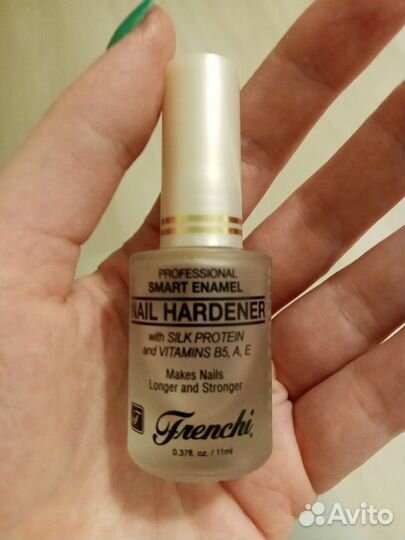 PROFESSIONAL
SMART ENAMEL
NAIL HARDENER
with SILK PROTEIN
and VITAMINS B5, A, E
Makes Nails
Longer and Stronger
Frenchi
0.37fl. oz. / 11ml
Avito